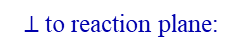 ⊥ to reaction plane: